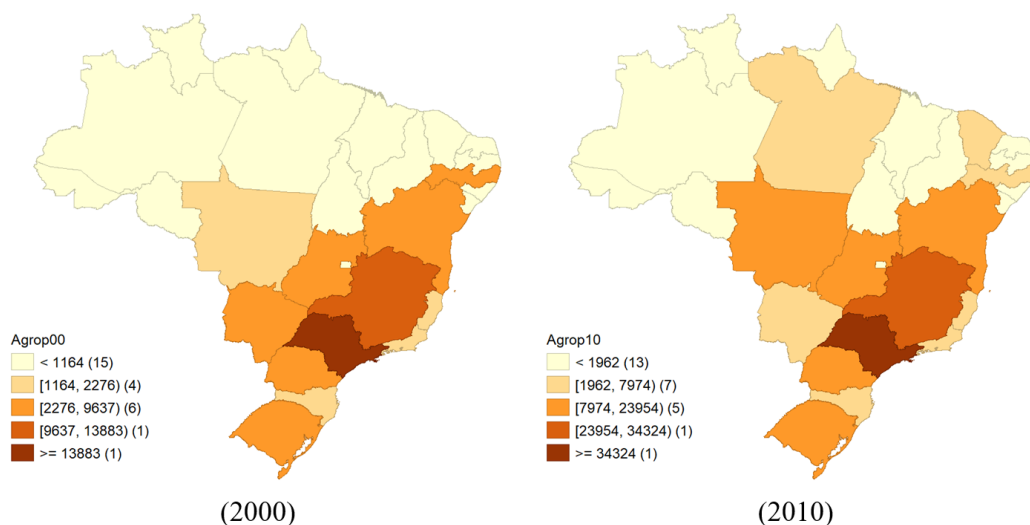 Agrop00
< 1164 (15)
[1164, 2276) (4)
[2276, 9637) (6)
[9637, 13883) (1)
>= 13883 (1)
(2000)
Agrop10
< 1962 (13)
[1962, 7974) (7)
[7974, 23954) (5)
[23954, 34324) (1)
>= 34324 (1)
(2010)